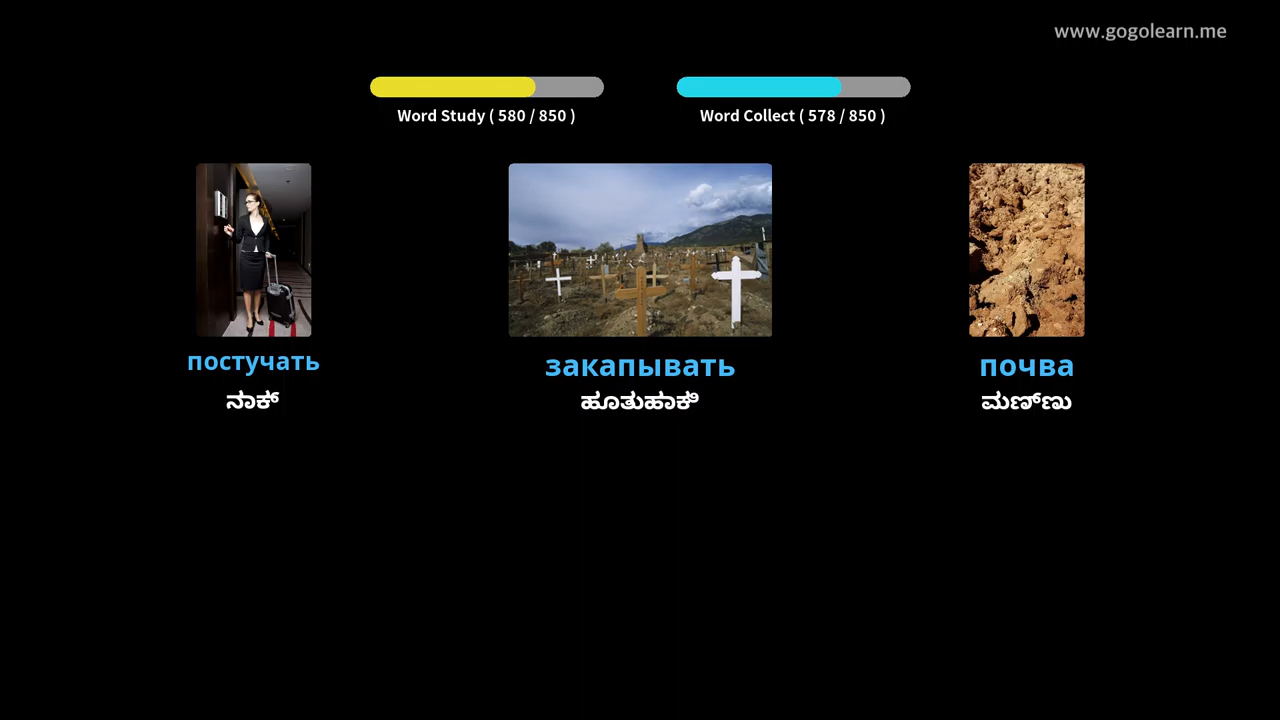 www.gogolearn.me
Word Study ( 580 / 850 )
Word Collect ( 578 / 850 )
постучать
закапывать
почва
ನಾಕ್
ಹೂತುಹಾಕಿ
ಮಣ್ಣು